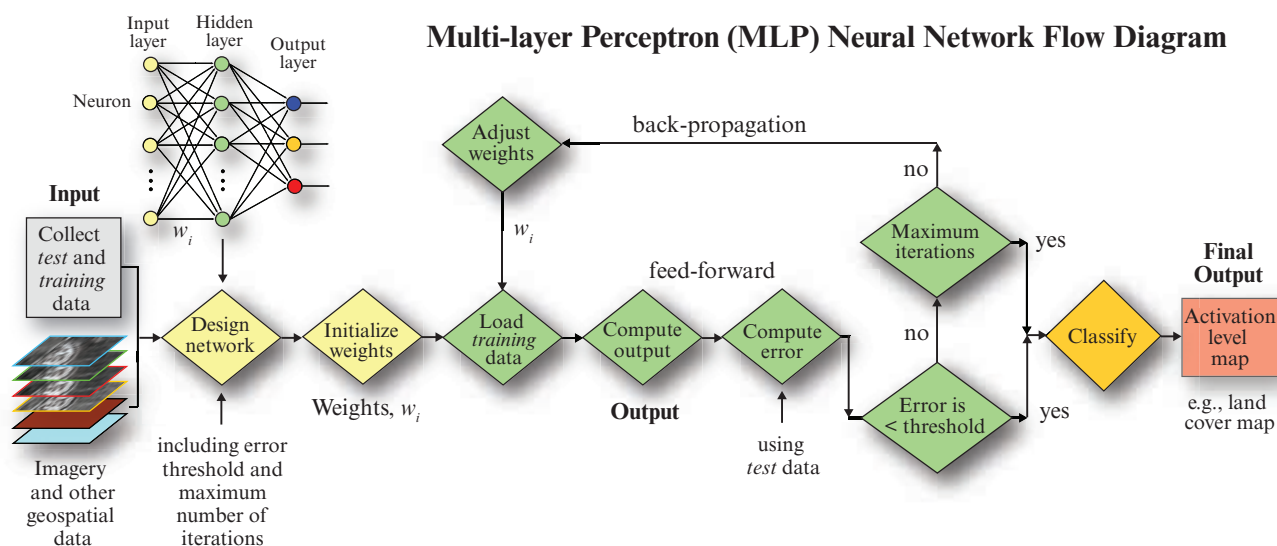 Multi-layer Perceptron (MLP) Neural Network Flow Diagram
Input
layer
Hidden
layer
Output
layer
Neuron
w_i
Input
Collect
test and
training
data
Imagery
and other
geospatial
data
Design
network
including error
threshold and
maximum
number of
iterations
Initialize
weights
Weights, w_i
Adjust
weights
back-propagation
w_i
Load
training
data
feed-forward
Compute
output
Output
Compute
error
using
test data
Error is
< threshold
no
yes
Maximum
iterations
no
yes
Classify
Final
Output
Activation
level
map
e.g., land
cover map